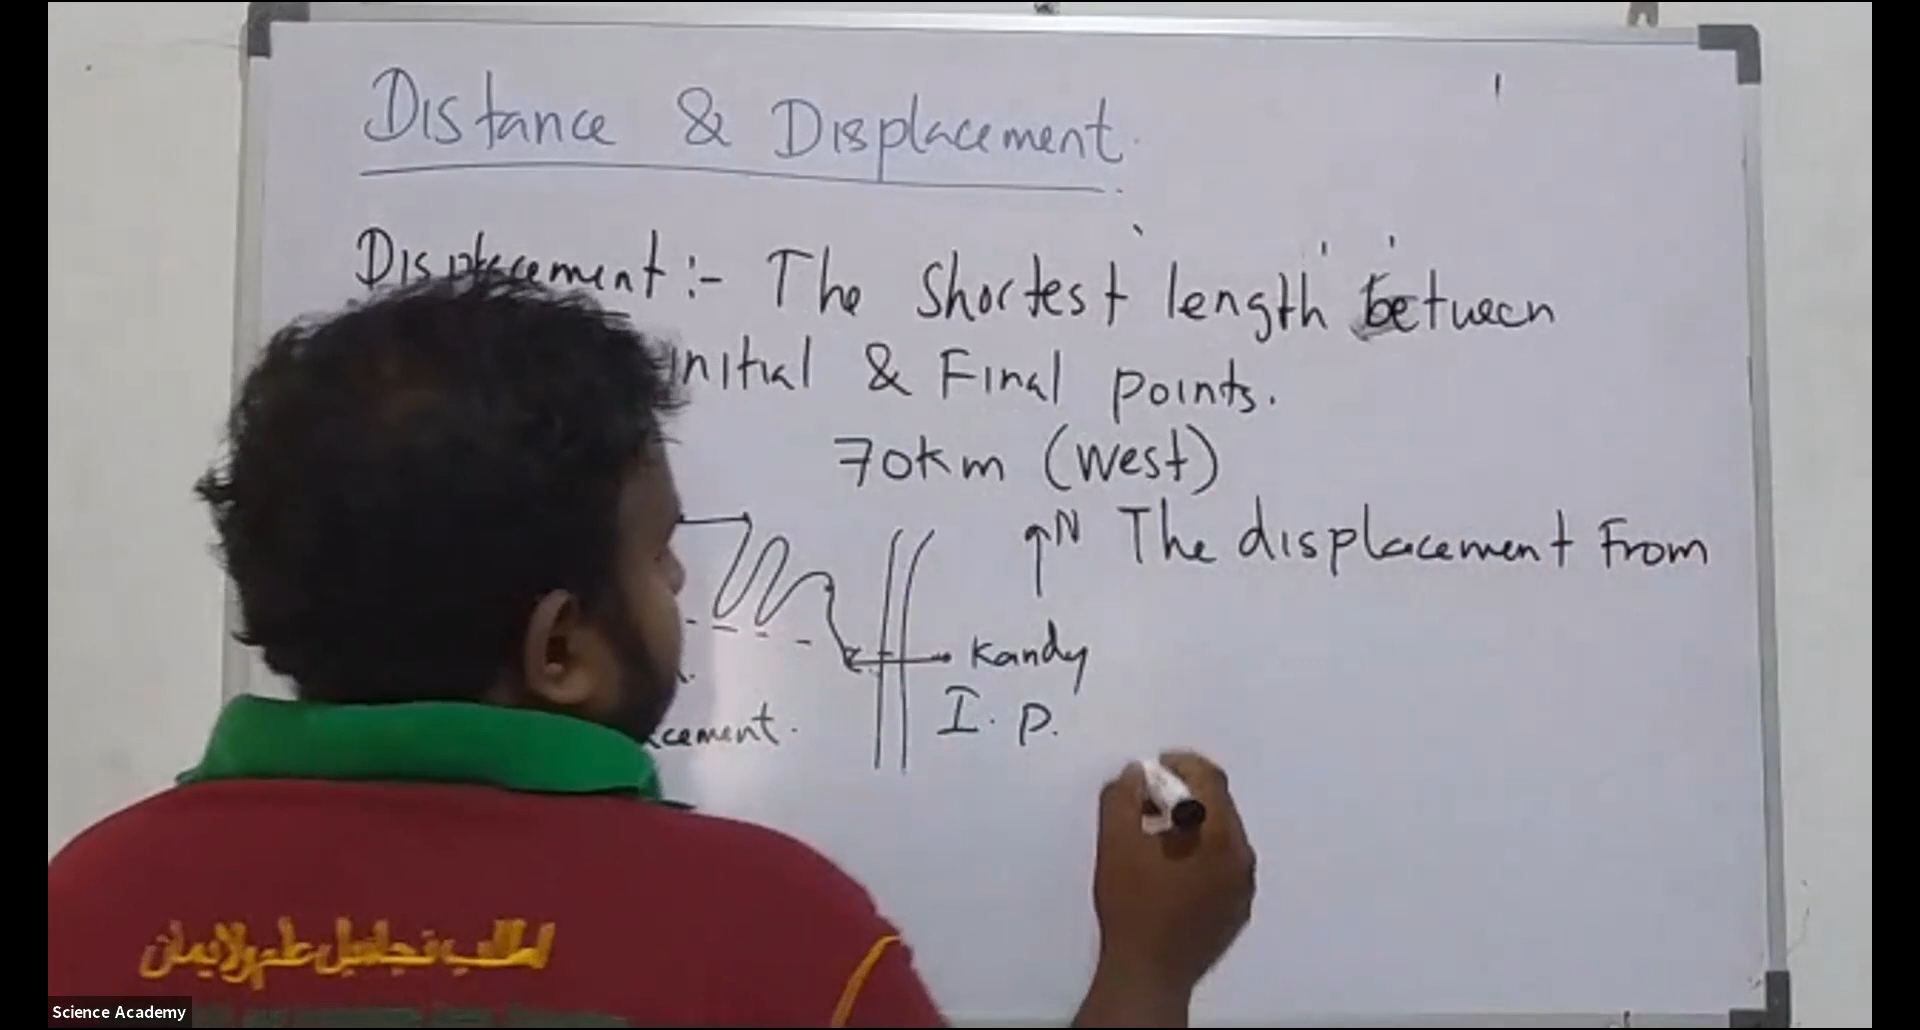 Distance & Displacement.
Displacement :- The Shortest length between
initial & Final points.
70km (west)
N The displacement From
Kandy
I. P.
cement.
Science Academy